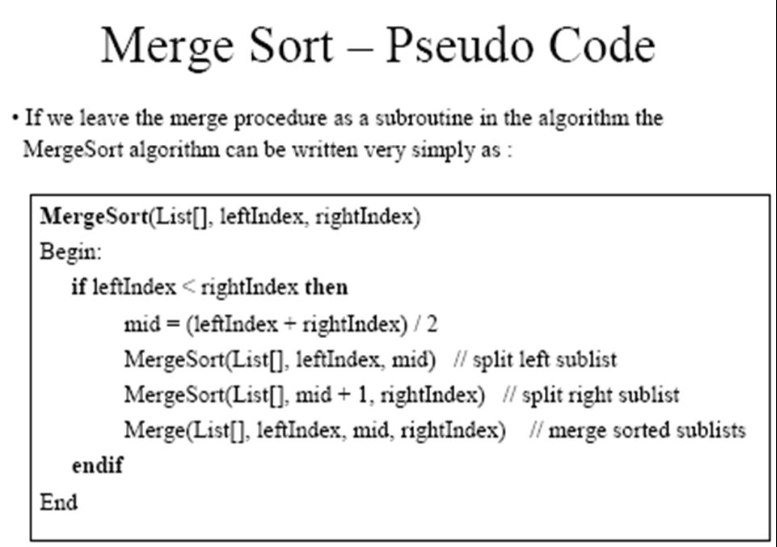 Merge Sort – Pseudo Code
• If we leave the merge procedure as a subroutine in the algorithm the
MergeSort algorithm can be written very simply as :
MergeSort(List[], leftIndex, rightIndex)
Begin:
if leftIndex < rightIndex then
mid = (leftIndex + rightIndex) / 2
MergeSort(List[], leftIndex, mid) // split left sublist
MergeSort(List[], mid + 1, rightIndex) // split right sublist
Merge(List[], leftIndex, mid, rightIndex) // merge sorted sublists
endif
End